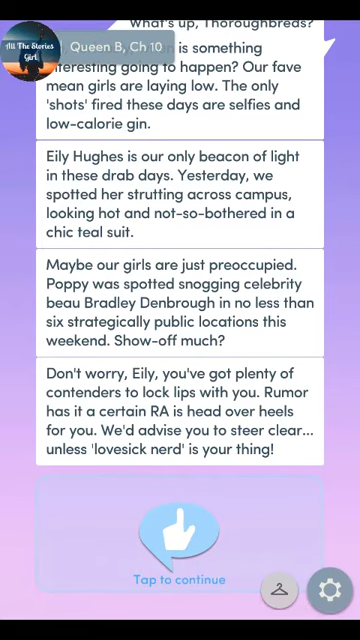 What's up, Thoroughbreds?
All The Stories
Girl
Queen B, Ch 10
is something
interesting going to happen? Our fave
mean girls are laying low. The only
'shots' fired these days are selfies and
low-calorie gin.
Eily Hughes is our only beacon of light
in these drab days. Yesterday, we
spotted her strutting across campus,
looking hot and not-so-bothered in a
chic teal suit.
Maybe our girls are just preoccupied.
Poppy was spotted snogging celebrity
beau Bradley Denbrough in no less than
six strategically public locations this
weekend. Show-off much?
Don't worry, Eily, you've got plenty of
contenders to lock lips with you. Rumor
has it a certain RA is head over heels
for you. We'd advise you to steer clear...
unless 'lovesick nerd' is your thing!
Tap to continue